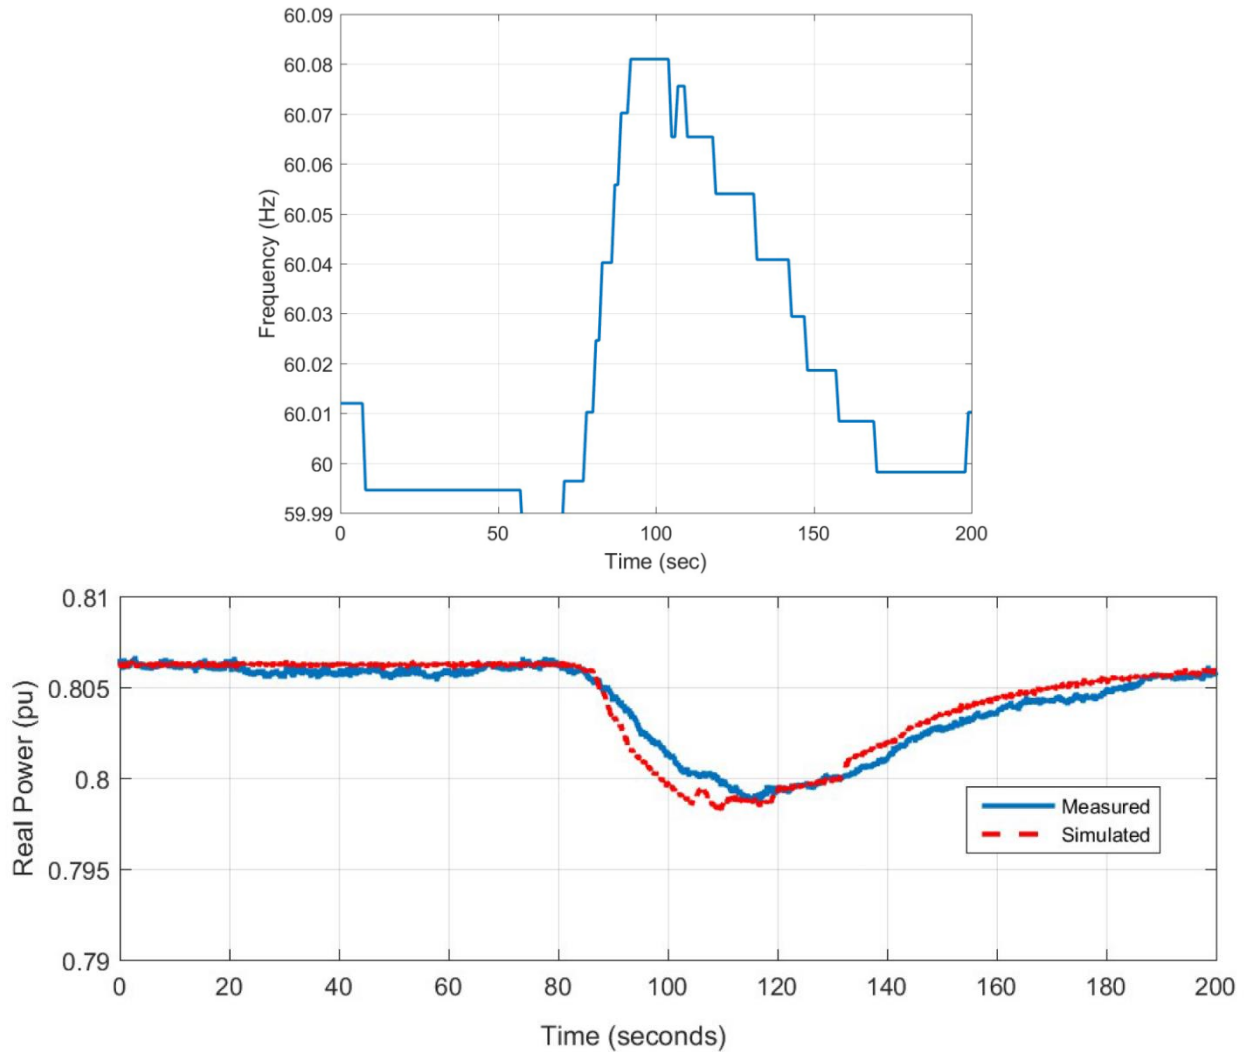 60.09
60.08
60.07
60.06
60.05
60.04
60.03
60.02
60.01
60
59.99
Frequency (Hz)
0 50 100 150 200
Time (sec)
0.81
0.805
0.8
0.795
0.79
Real Power (pu)
Measured
Simulated
0 20 40 60 80 100 120 140 160 180 200
Time (seconds)